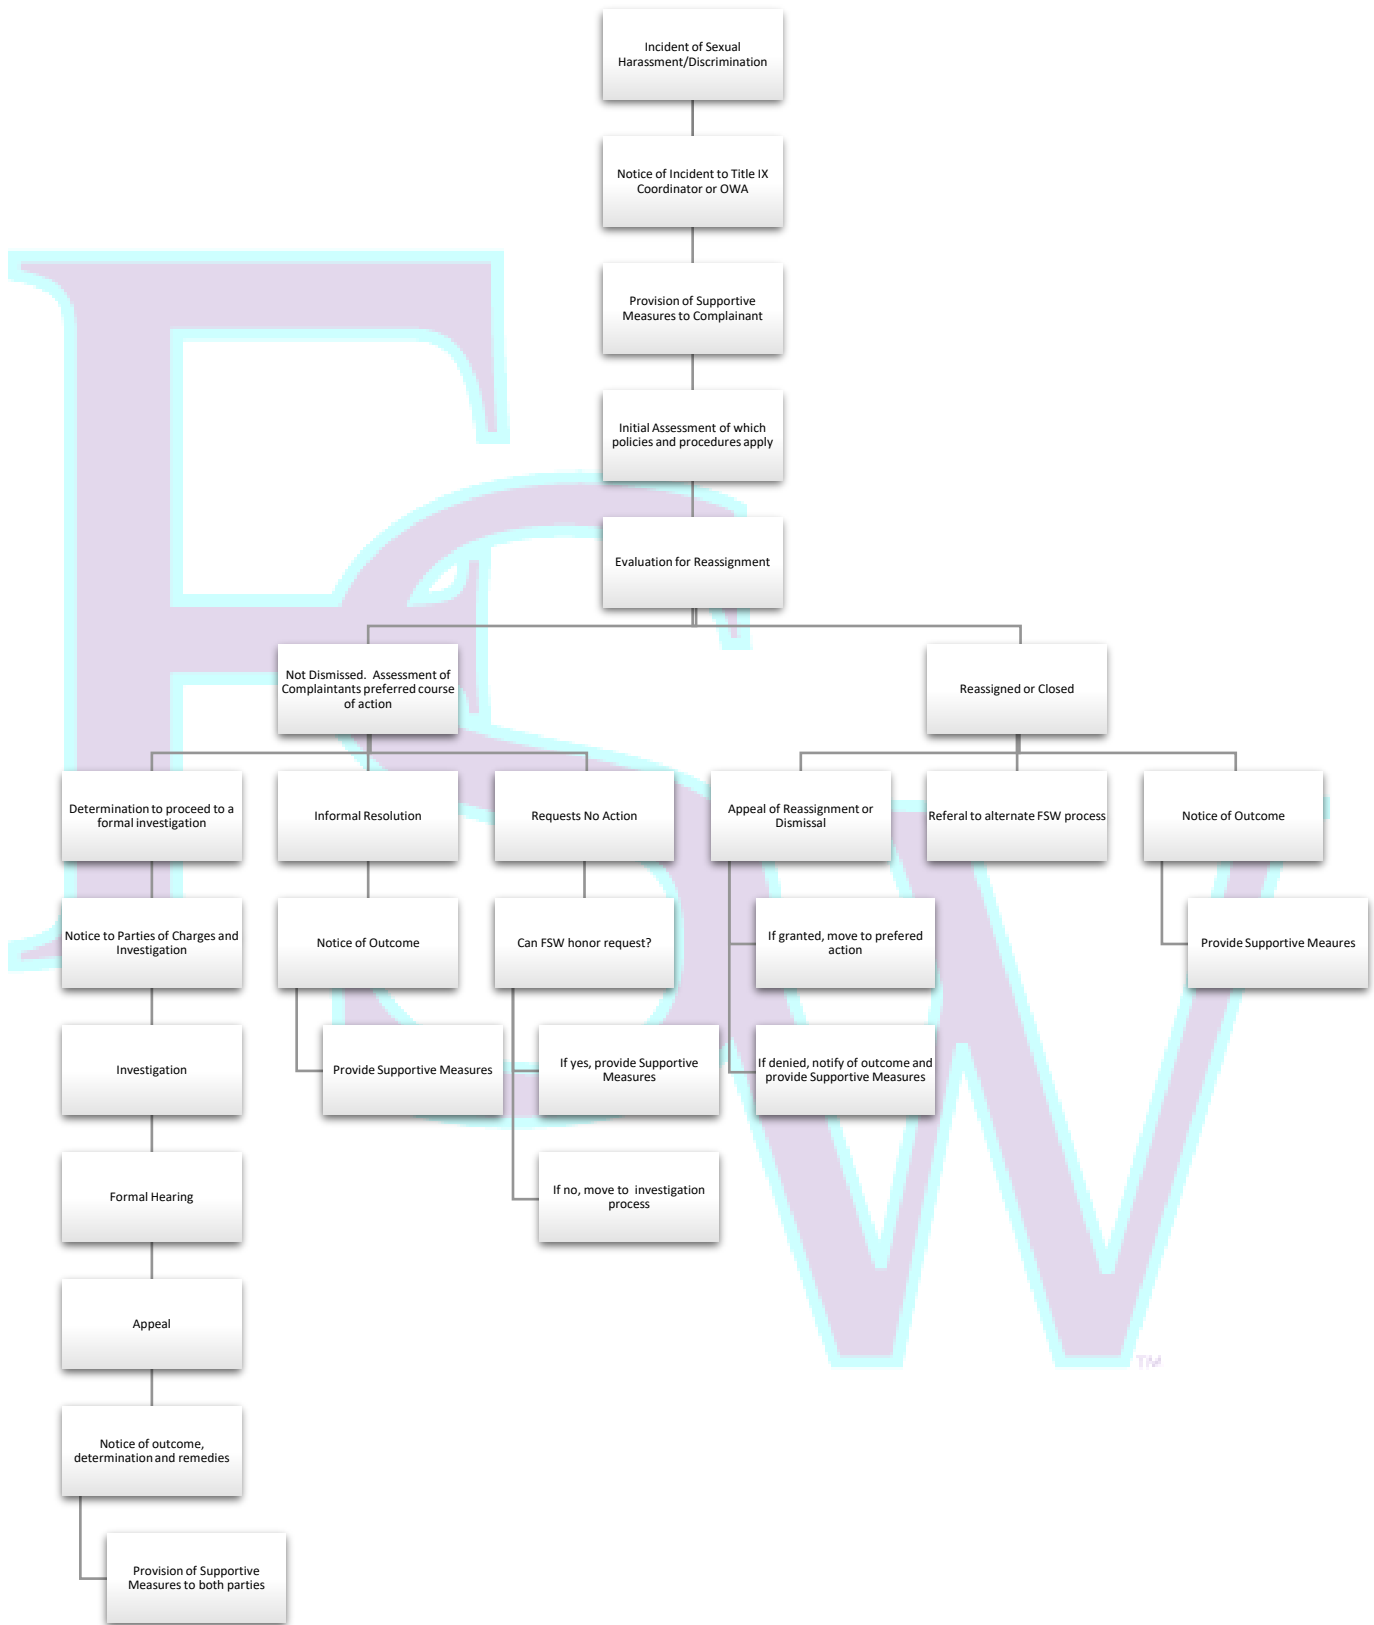 Incident of Sexual
Harassment/Discrimination
Notice of Incident to Title IX
Coordinator or OWA
Provision of Supportive
Measures to Complainant
Initial Assessment of which
policies and procedures apply
Evaluation for Reassignment
Not Dismissed.  Assessment of
Complaintants preferred course
of action
Reassigned or Closed
Determination to proceed to a
formal investigation
Informal Resolution
Requests No Action
Appeal of Reassignment or
Dismissal
Referal to alternate FSW process
Notice of Outcome
Notice to Parties of Charges and
Investigation
Notice of Outcome
Can FSW honor request?
If granted, move to prefered
action
Provide Supportive Meaures
Investigation
Provide Supportive Measures
If yes, provide Supportive
Measures
If denied, notify of outcome and
provide Supportive Measures
Formal Hearing
If no, move to  investigation
process
Appeal
Notice of outcome,
determination and remedies
Provision of Supportive
Measures to both parties
FSW
TM